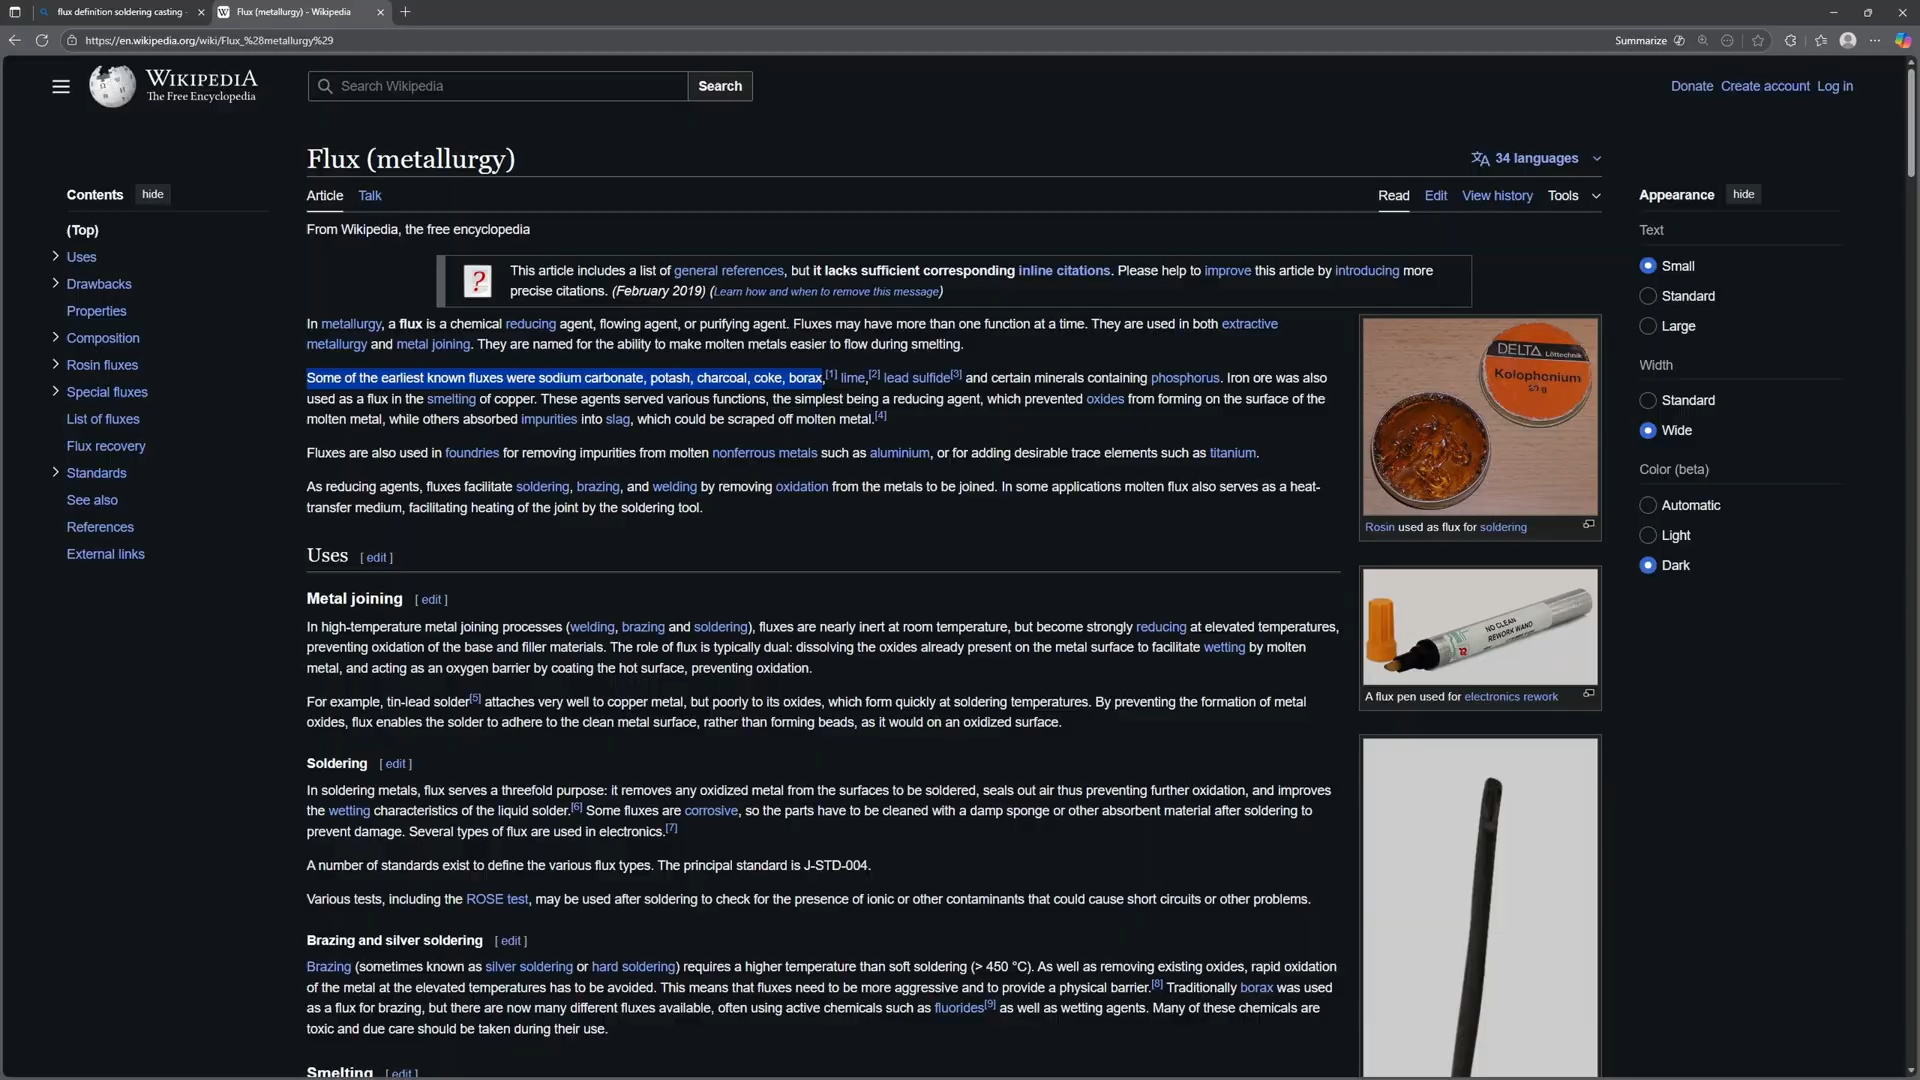 flux definition soldering casting -
Flux (metallurgy) - Wikipedia
https://en.wikipedia.org/wiki/Flux_%28metallurgy%29
Summarize
WIKIPEDIA
The Free Encyclopedia
Search Wikipedia
Search
Donate Create account Log in
Flux (metallurgy)
34 languages
Contents hide
Article Talk
Read Edit View history Tools
Appearance hide
From Wikipedia, the free encyclopedia
(Top)
Uses
Drawbacks
Properties
Composition
Rosin fluxes
Special fluxes
List of fluxes
Flux recovery
Standards
See also
References
External links
This article includes a list of general references, but it lacks sufficient corresponding inline citations. Please help to improve this article by introducing more
precise citations. (February 2019) (Learn how and when to remove this message)
In metallurgy, a flux is a chemical reducing agent, flowing agent, or purifying agent. Fluxes may have more than one function at a time. They are used in both extractive
metallurgy and metal joining. They are named for the ability to make molten metals easier to flow during smelting.
Some of the earliest known fluxes were sodium carbonate, potash, charcoal, coke, borax,[1] lime,[2] lead sulfide[3] and certain minerals containing phosphorus. Iron ore was also
used as a flux in the smelting of copper. These agents served various functions, the simplest being a reducing agent, which prevented oxides from forming on the surface of the
molten metal, while others absorbed impurities into slag, which could be scraped off molten metal.[4]
Fluxes are also used in foundries for removing impurities from molten nonferrous metals such as aluminium, or for adding desirable trace elements such as titanium.
As reducing agents, fluxes facilitate soldering, brazing, and welding by removing oxidation from the metals to be joined. In some applications molten flux also serves as a heat-
transfer medium, facilitating heating of the joint by the soldering tool.
Uses [ edit ]
Metal joining [ edit ]
In high-temperature metal joining processes (welding, brazing and soldering), fluxes are nearly inert at room temperature, but become strongly reducing at elevated temperatures,
preventing oxidation of the base and filler materials. The role of flux is typically dual: dissolving the oxides already present on the metal surface to facilitate wetting by molten
metal, and acting as an oxygen barrier by coating the hot surface, preventing oxidation.
For example, tin-lead solder[5] attaches very well to copper metal, but poorly to its oxides, which form quickly at soldering temperatures. By preventing the formation of metal
oxides, flux enables the solder to adhere to the clean metal surface, rather than forming beads, as it would on an oxidized surface.
Soldering [ edit ]
In soldering metals, flux serves a threefold purpose: it removes any oxidized metal from the surfaces to be soldered, seals out air thus preventing further oxidation, and improves
the wetting characteristics of the liquid solder.[6] Some fluxes are corrosive, so the parts have to be cleaned with a damp sponge or other absorbent material after soldering to
prevent damage. Several types of flux are used in electronics.[7]
A number of standards exist to define the various flux types. The principal standard is J-STD-004.
Various tests, including the ROSE test, may be used after soldering to check for the presence of ionic or other contaminants that could cause short circuits or other problems.
Brazing and silver soldering [ edit ]
Brazing (sometimes known as silver soldering or hard soldering) requires a higher temperature than soft soldering (> 450 °C). As well as removing existing oxides, rapid oxidation
of the metal at the elevated temperatures has to be avoided. This means that fluxes need to be more aggressive and to provide a physical barrier.[8] Traditionally borax was used
as a flux for brazing, but there are now many different fluxes available, often using active chemicals such as fluorides[9] as well as wetting agents. Many of these chemicals are
toxic and due care should be taken during their use.
Smelting [ edit ]
DELTA Löttechnik
Kolophonium
20 g
Rosin used as flux for soldering
NO CLEAN
REWORK WAND
A flux pen used for electronics rework
Text
Small
Standard
Large
Width
Standard
Wide
Color (beta)
Automatic
Light
Dark